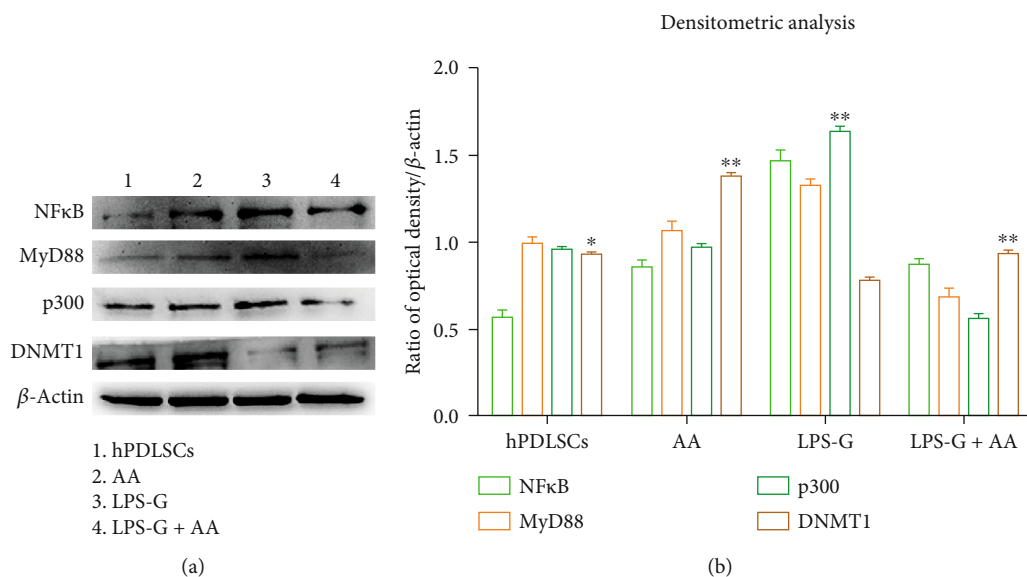 1 2 3 4
NFκB
MyD88
p300
DNMT1
β-Actin
1. hPDLSCs
2. AA
3. LPS-G
4. LPS-G + AA
(a)
Densitometric analysis
Ratio of optical density/β-actin
2.0
1.5
1.0
0.5
0.0
* ** ** **
hPDLSCs AA LPS-G LPS-G + AA
NFκB p300
MyD88 DNMT1
(b)